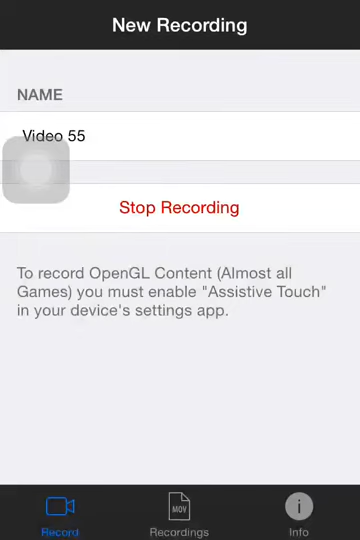 New Recording
NAME
Video 55
Stop Recording
To record OpenGL Content (Almost all
Games) you must enable "Assistive Touch"
in your device's settings app.
MOV
Record
Recordings
Info